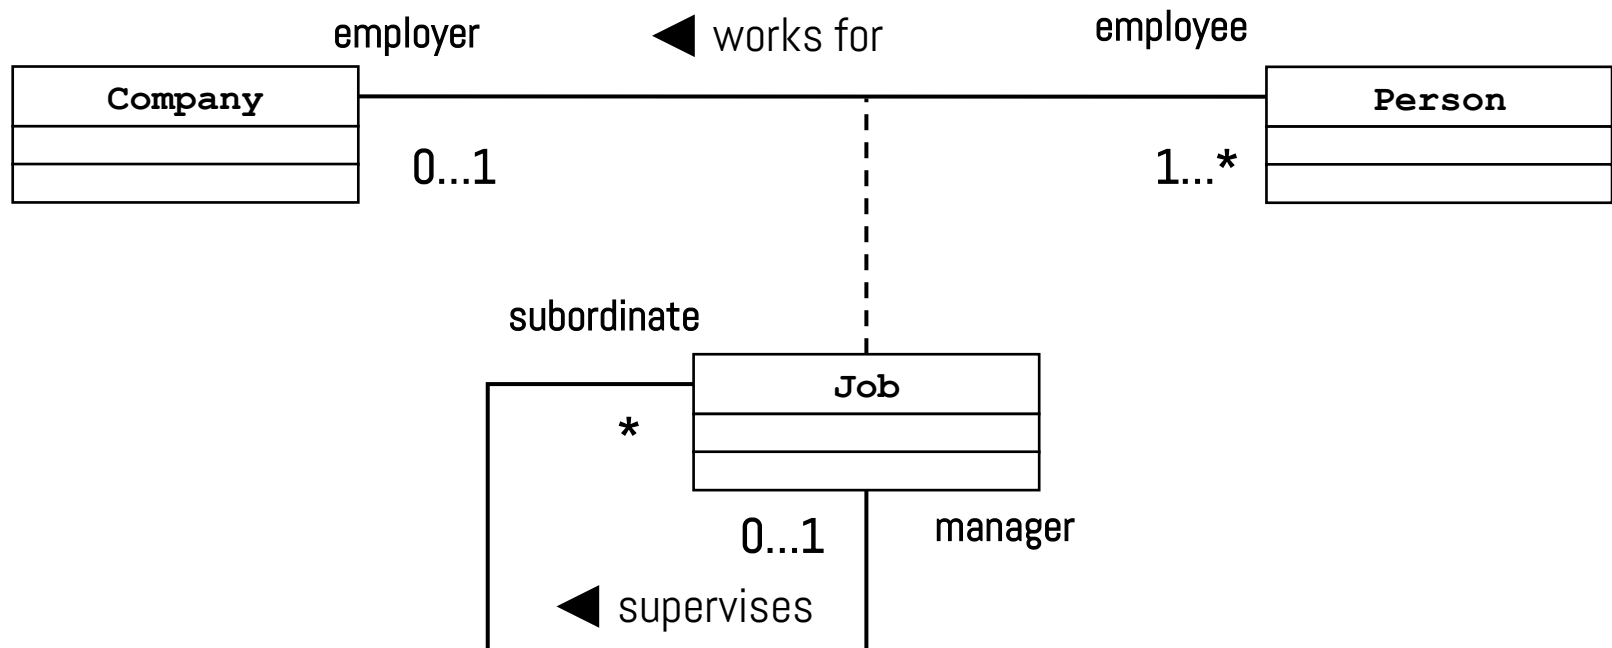 employer
◀ works for
employee
Company
Person
0...1
1...*
subordinate
Job
*
0...1
manager
◀ supervises